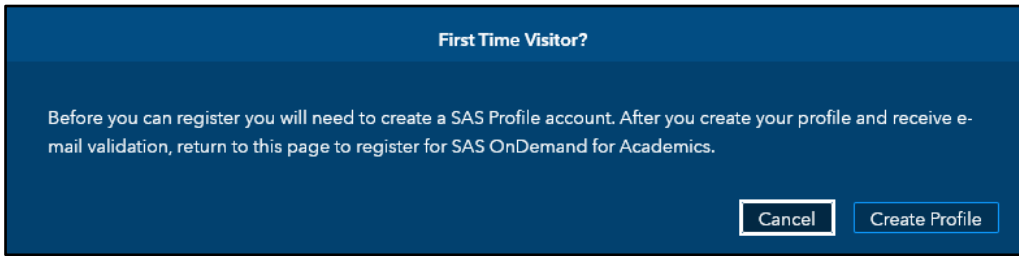 First Time Visitor?
Before you can register you will need to create a SAS Profile account. After you create your profile and receive e-
mail validation, return to this page to register for SAS OnDemand for Academics.
Cancel
Create Profile